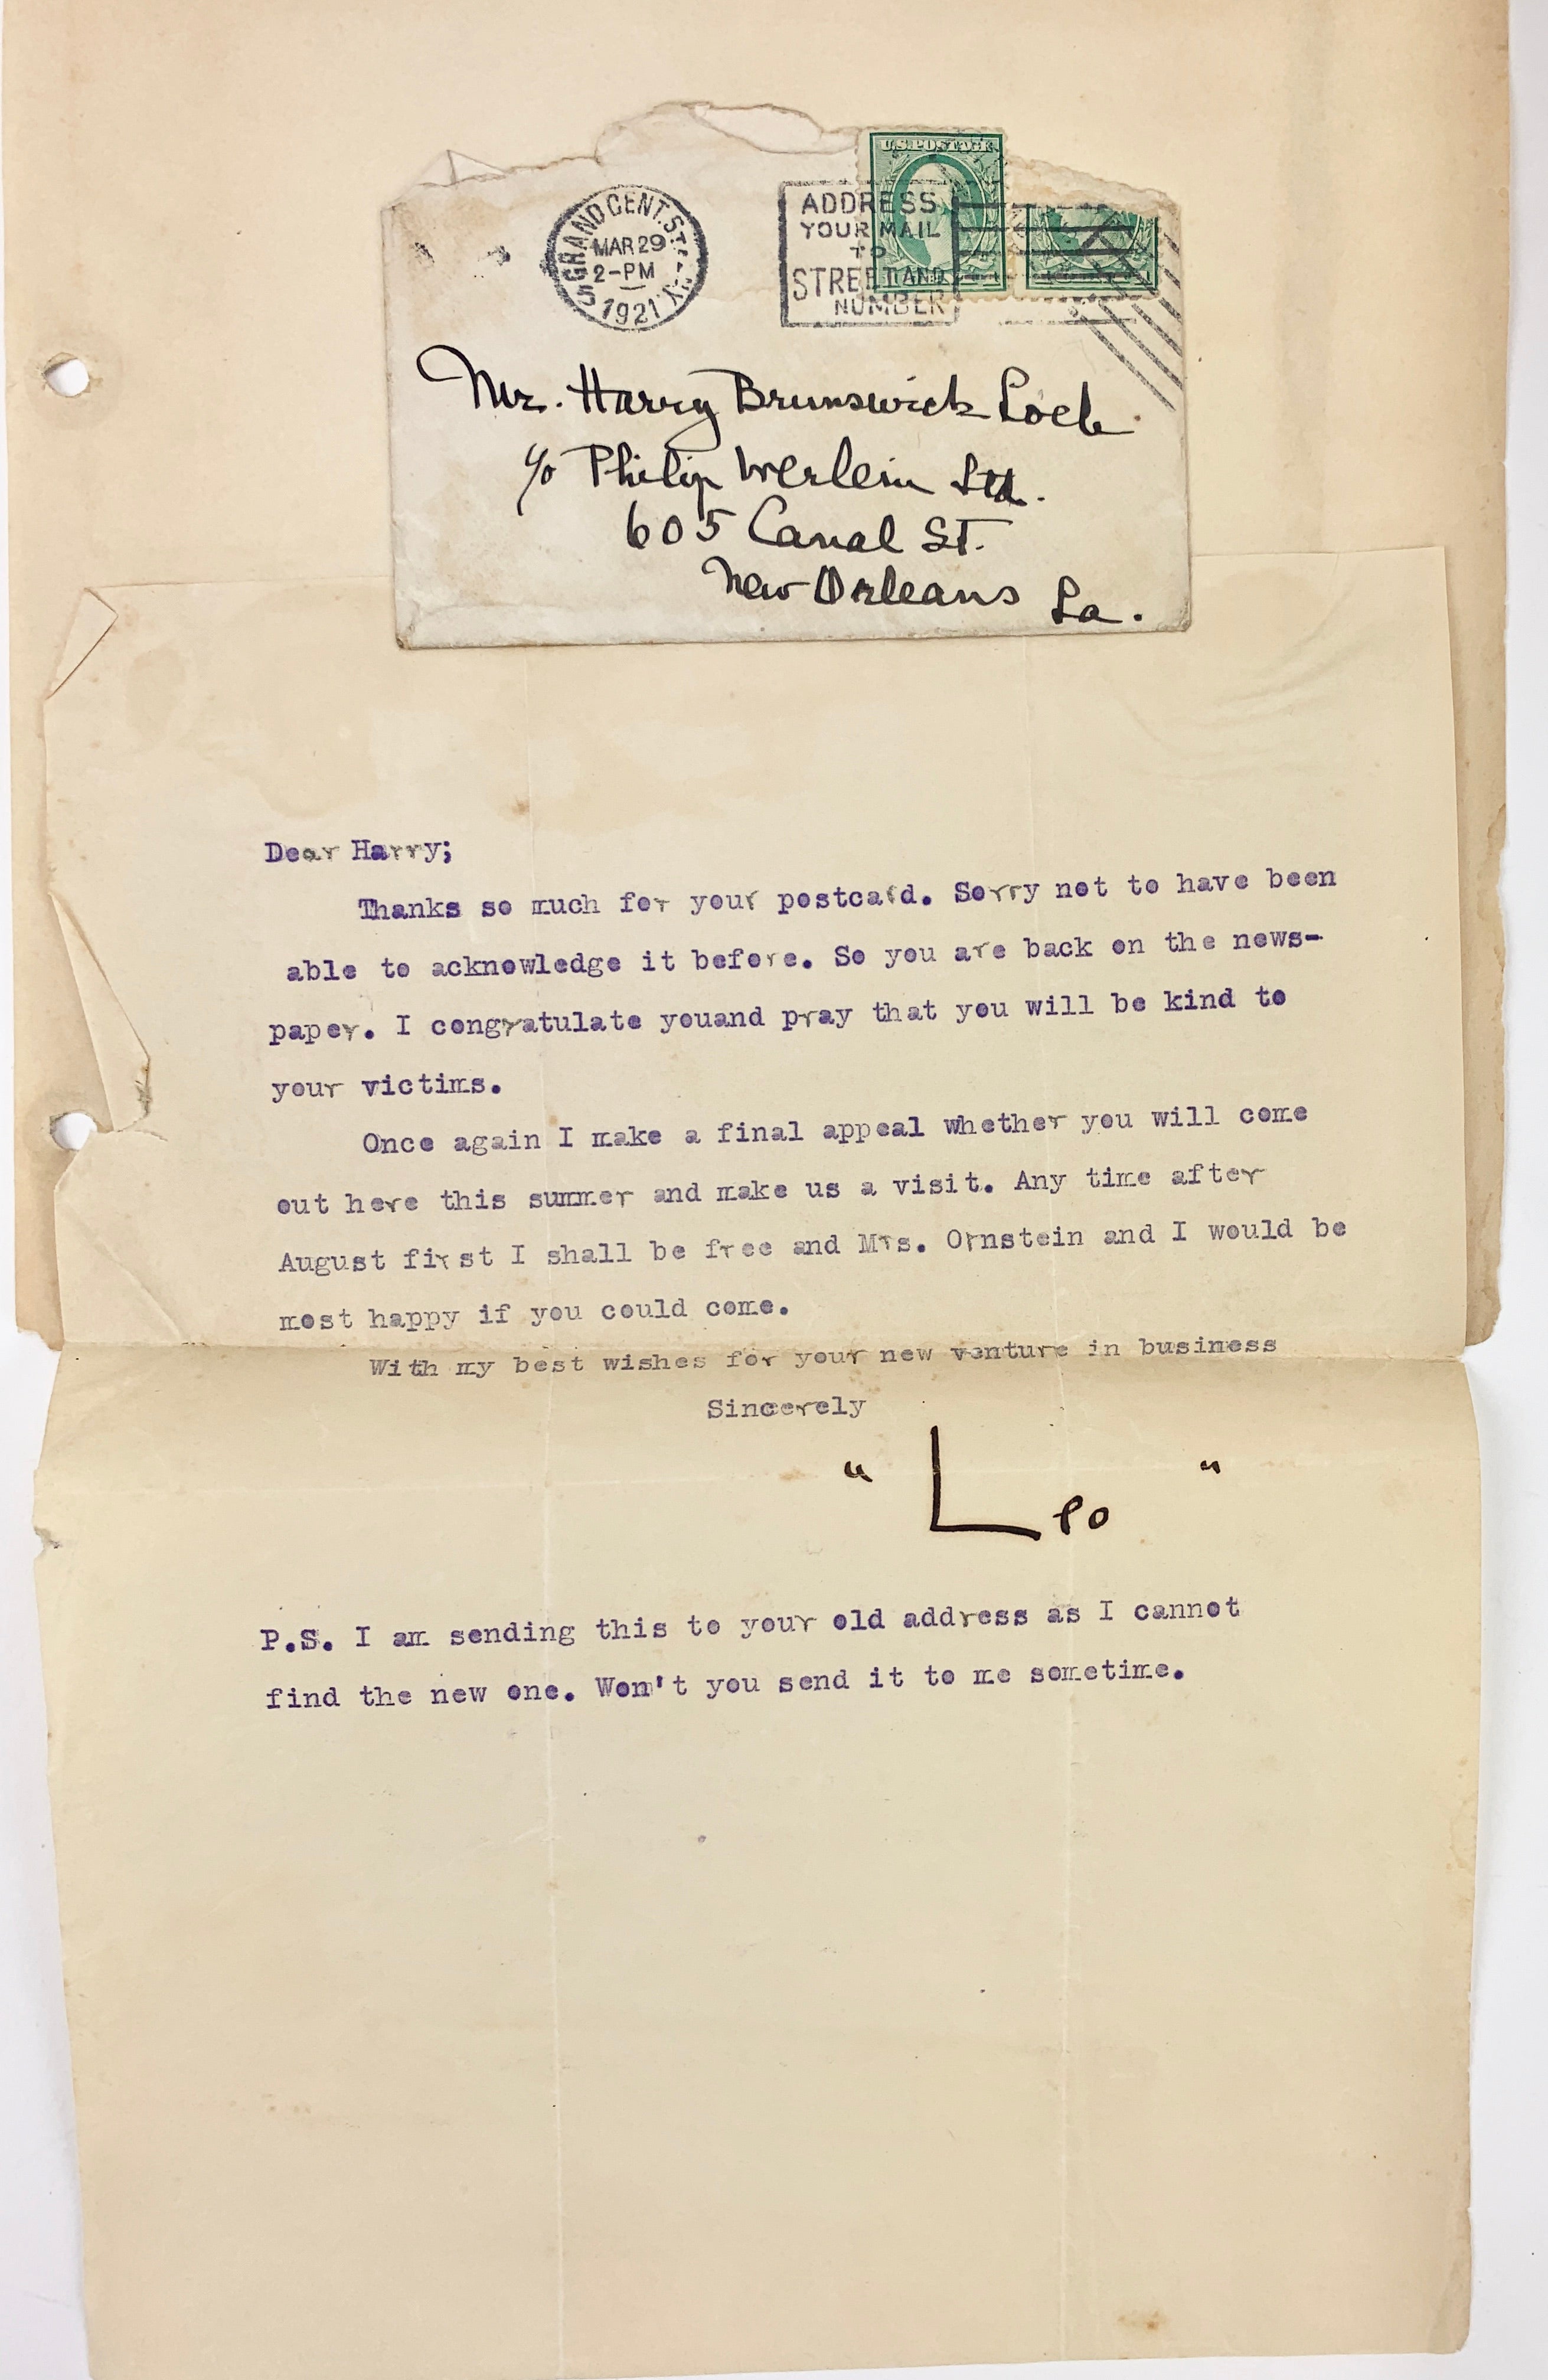 U.S. POSTAGE
GRAND CENT. STA. N.Y.
MAR 29
2-PM
1921
5
ADDRESS
YOUR MAIL
TO
STREET AND
NUMBER
Mr. Harry Brunswick Loeb.
c/o Philip Werlein Ltd.
605 Canal St.
New Orleans La.
Dear Harry;
Thanks so much for your postcard. Sorry not to have been
able to acknowledge it before. So you are back on the news-
paper. I congratulate youand pray that you will be kind to
your victims.
Once again I make a final appeal whether you will come
out here this summer and make us a visit. Any time after
August first I shall be free and Mrs. Ornstein and I would be
most happy if you could come.
With my best wishes for your new venture in business
Sincerely
" Leo "
P.S. I am sending this to your old address as I cannot
find the new one. Won't you send it to me sometime.